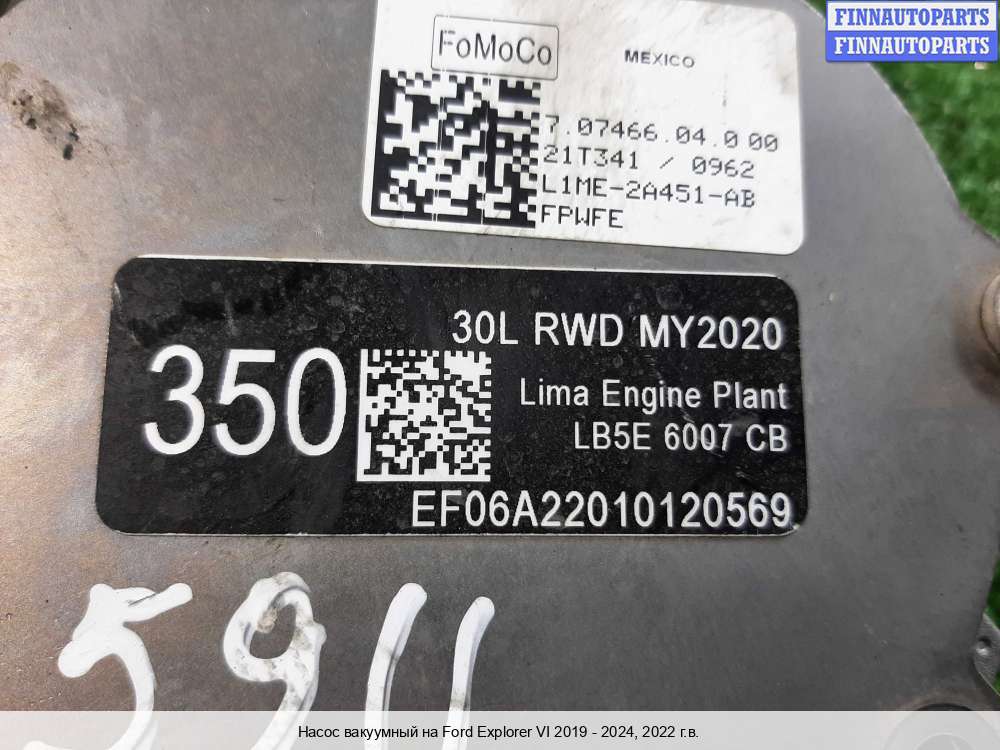 FINNAUTOPARTS
FINNAUTOPARTS
FoMoCo
MEXICO
7.07466.04.0 00
21T341 / 0962
L1ME-2A451-AB
FPWFE
30L RWD MY2020
350
Lima Engine Plant
LB5E 6007 CB
EF06A22010120569
5911
Насос вакуумный на Ford Explorer VI 2019 - 2024, 2022 г.в.